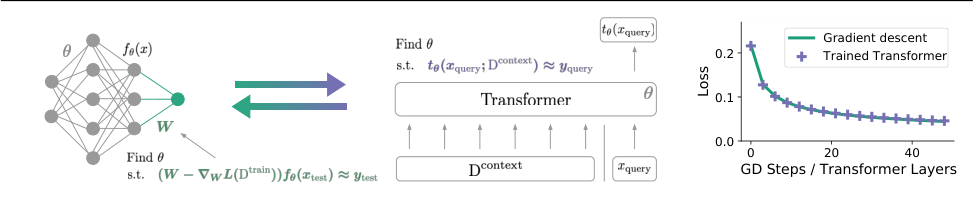 θ
f_θ(x)
W
Find θ
s.t. (W − ∇_W L(D^train))f_θ(x_test) ≈ y_test
t_θ(x_query)
Find θ
s.t. t_θ(x_query; D^context) ≈ y_query
Transformer
θ
D^context
x_query
Gradient descent
Trained Transformer
Loss
0.2
0.1
0.0
0
20
40
GD Steps / Transformer Layers